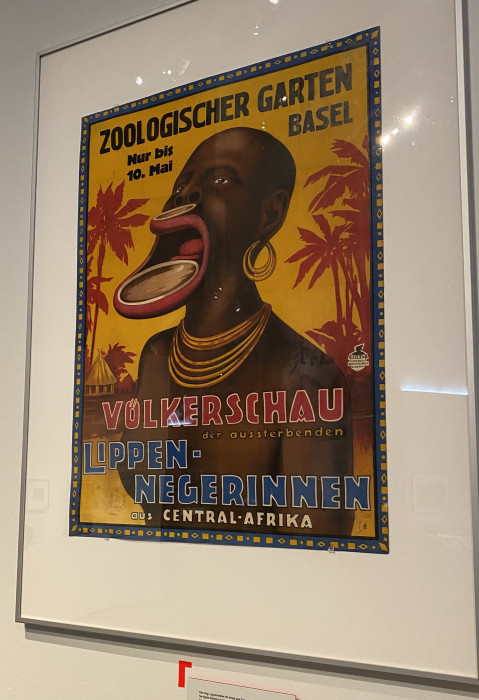 ZOOLOGISCHER GARTEN
BASEL
Nur bis
10. Mai
VÖLKERSCHAU
der aussterbenden
LIPPEN-
NEGERINNEN
aus CENTRAL-AFRIKA